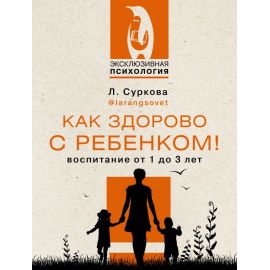 ЭКСКЛЮЗИВНАЯ
ПСИХОЛОГИЯ
Л. Суркова
@larangsovet
КАК ЗДОРОВО
С РЕБЕНКОМ!
воспитание от 1 до 3 лет